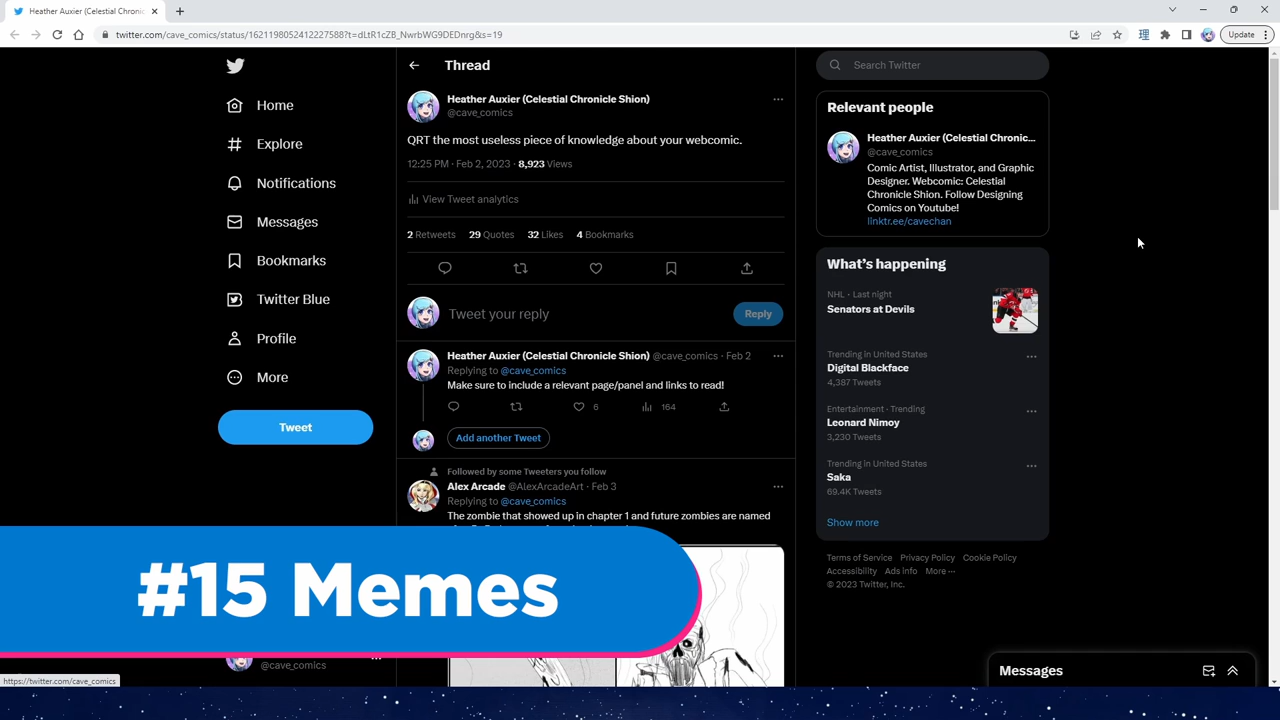 Heather Auxier (Celestial Chronic
twitter.com/cave_comics/status/1621198052412227588?t=dLtR1cZB_NwrbWG9DEDnrg&s=19
理
Update
Home
Explore
Notifications
Messages
Bookmarks
Twitter Blue
Profile
More
Tweet
Thread
Heather Auxier (Celestial Chronicle Shion)
@cave_comics
QRT the most useless piece of knowledge about your webcomic.
12:25 PM · Feb 2, 2023 · 8,923 Views
View Tweet analytics
2 Retweets 29 Quotes 32 Likes 4 Bookmarks
Tweet your reply
Reply
Heather Auxier (Celestial Chronicle Shion) @cave_comics · Feb 2
Replying to @cave_comics
Make sure to include a relevant page/panel and links to read!
6 164
Add another Tweet
Followed by some Tweeters you follow
Alex Arcade @AlexArcadeArt · Feb 3
Replying to @cave_comics
The zombie that showed up in chapter 1 and future zombies are named
Search Twitter
Relevant people
Heather Auxier (Celestial Chronic...
@cave_comics
Comic Artist, Illustrator, and Graphic
Designer. Webcomic: Celestial
Chronicle Shion. Follow Designing
Comics on Youtube!
linktr.ee/cavechan
What's happening
NHL · Last night
Senators at Devils
Trending in United States
Digital Blackface
4,387 Tweets
Entertainment · Trending
Leonard Nimoy
3,230 Tweets
Trending in United States
Saka
69.4K Tweets
Show more
Terms of Service Privacy Policy Cookie Policy
Accessibility Ads info More ···
© 2023 Twitter, Inc.
#15 Memes
@cave_comics
https://twitter.com/cave_comics
Messages